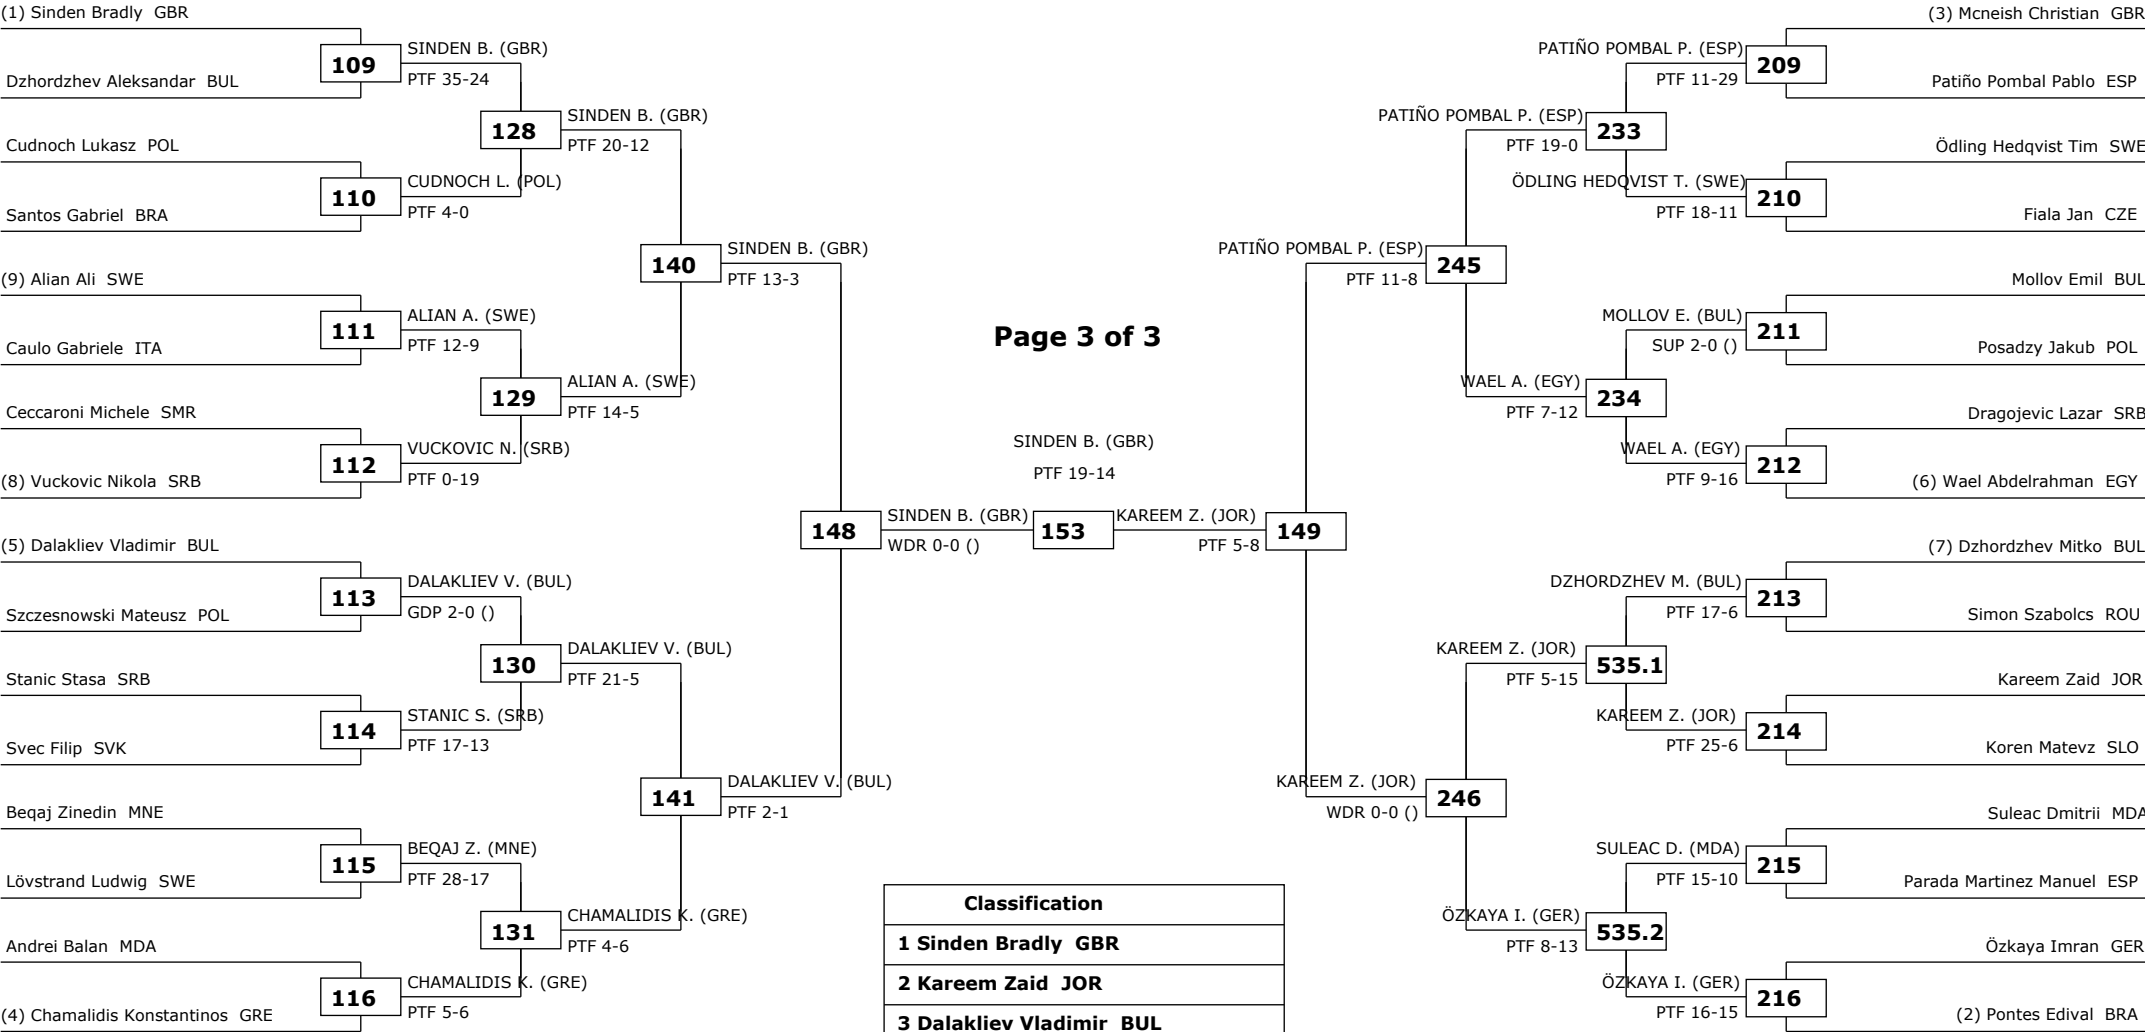 (1) Sinden Bradly GBR
109
SINDEN B. (GBR)
PTF 35-24
Dzhordzhev Aleksandar BUL
128
SINDEN B. (GBR)
PTF 20-12
Cudnoch Lukasz POL
110
CUDNOCH L. (POL)
PTF 4-0
Santos Gabriel BRA
140
SINDEN B. (GBR)
PTF 13-3
(9) Alian Ali SWE
111
ALIAN A. (SWE)
PTF 12-9
Caulo Gabriele ITA
129
ALIAN A. (SWE)
PTF 14-5
Ceccaroni Michele SMR
112
VUCKOVIC N. (SRB)
PTF 0-19
(8) Vuckovic Nikola SRB
148
SINDEN B. (GBR)
WDR 0-0 ()
(5) Dalakliev Vladimir BUL
113
DALAKLIEV V. (BUL)
GDP 2-0 ()
Szczesnowski Mateusz POL
130
DALAKLIEV V. (BUL)
PTF 21-5
Stanic Stasa SRB
114
STANIC S. (SRB)
PTF 17-13
Svec Filip SVK
141
DALAKLIEV V. (BUL)
PTF 2-1
Beqaj Zinedin MNE
115
BEQAJ Z. (MNE)
PTF 28-17
Lövstrand Ludwig SWE
131
CHAMALIDIS K. (GRE)
PTF 4-6
Andrei Balan MDA
116
CHAMALIDIS K. (GRE)
PTF 5-6
(4) Chamalidis Konstantinos GRE
Page 3 of 3
SINDEN B. (GBR)
PTF 19-14
153
KAREEM Z. (JOR)
PTF 5-8
149
Classification
1 Sinden Bradly GBR
2 Kareem Zaid JOR
3 Dalakliev Vladimir BUL
(3) Mcneish Christian GBR
PATIÑO POMBAL P. (ESP)
PTF 11-29
209
Patiño Pombal Pablo ESP
PATIÑO POMBAL P. (ESP)
PTF 19-0
233
Ödling Hedqvist Tim SWE
ÖDLING HEDQVIST T. (SWE)
PTF 18-11
210
Fiala Jan CZE
PATIÑO POMBAL P. (ESP)
PTF 11-8
245
Mollov Emil BUL
MOLLOV E. (BUL)
SUP 2-0 ()
211
Posadzy Jakub POL
WAEL A. (EGY)
PTF 7-12
234
Dragojevic Lazar SRB
WAEL A. (EGY)
PTF 9-16
212
(6) Wael Abdelrahman EGY
(7) Dzhordzhev Mitko BUL
DZHORDZHEV M. (BUL)
PTF 17-6
213
Simon Szabolcs ROU
KAREEM Z. (JOR)
PTF 5-15
535.1
Kareem Zaid JOR
KAREEM Z. (JOR)
PTF 25-6
214
Koren Matevz SLO
KAREEM Z. (JOR)
WDR 0-0 ()
246
Suleac Dmitrii MDA
SULEAC D. (MDA)
PTF 15-10
215
Parada Martinez Manuel ESP
ÖZKAYA I. (GER)
PTF 8-13
535.2
Özkaya Imran GER
ÖZKAYA I. (GER)
PTF 16-15
216
(2) Pontes Edival BRA